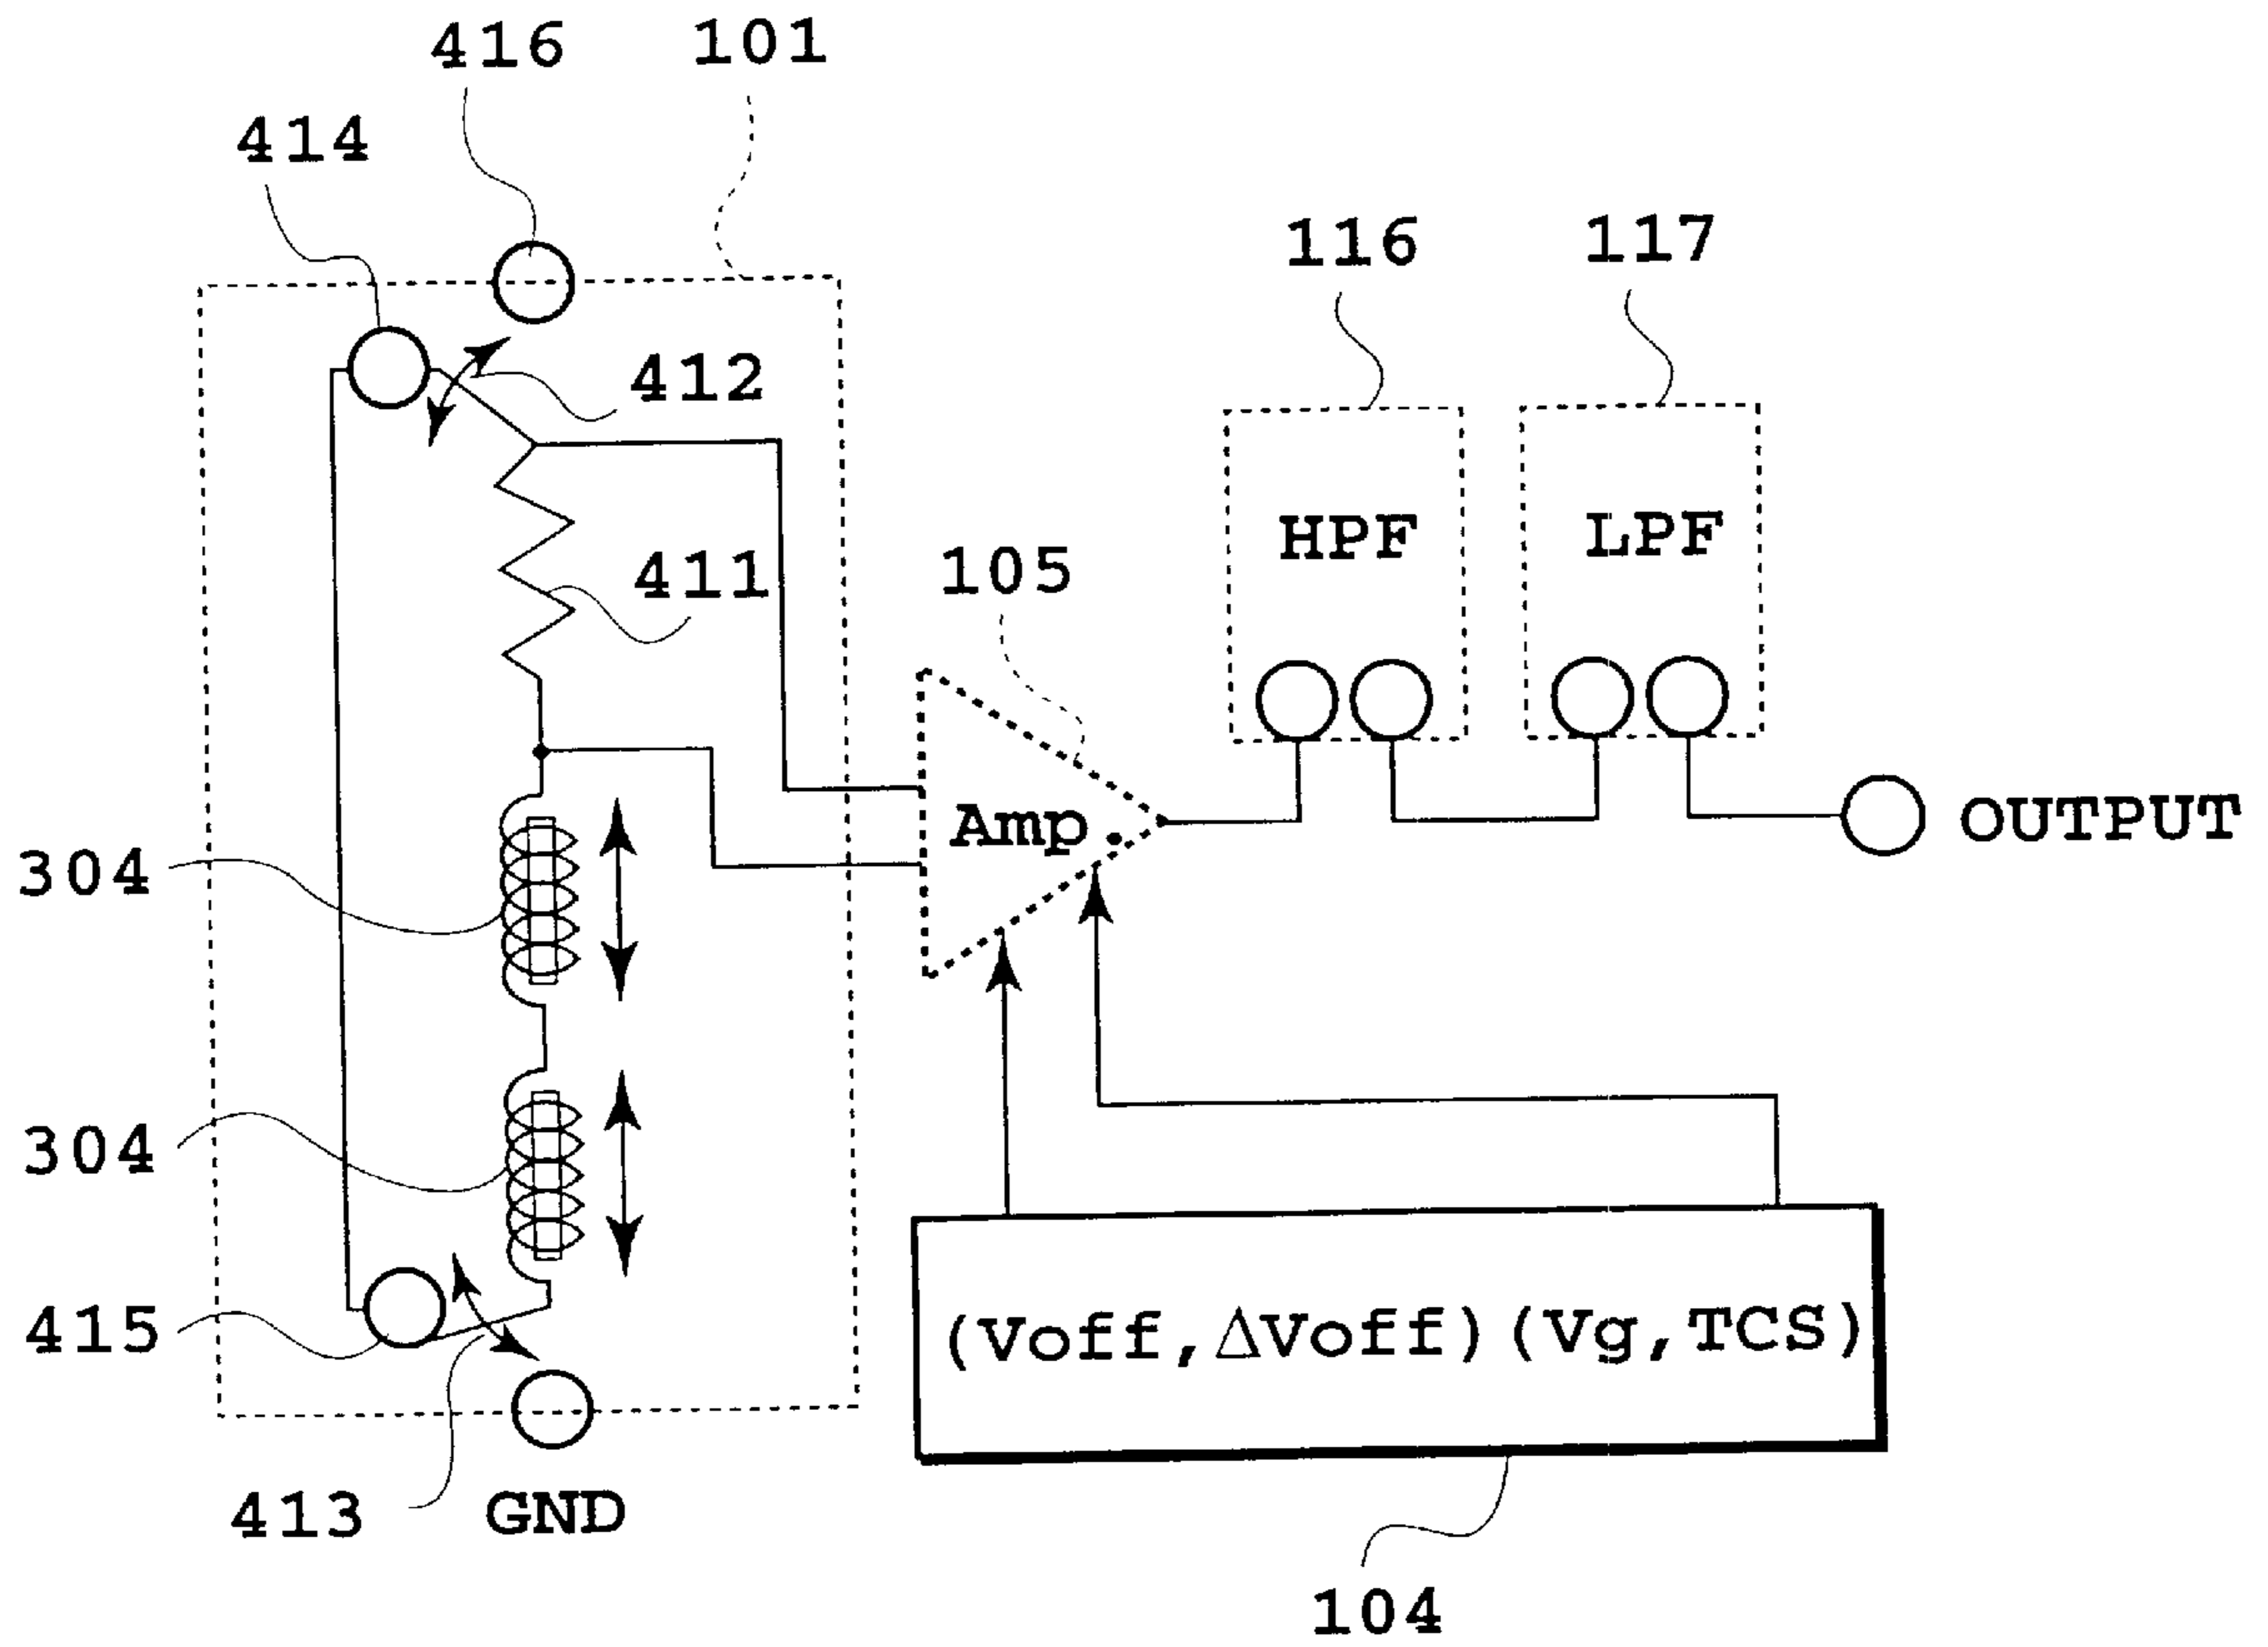 416
101
414
116
117
412
HPF
LPF
411
105
Amp.
OUTPUT
304
304
415
(Voff,ΔVoff)(Vg,TCS)
413
GND
104